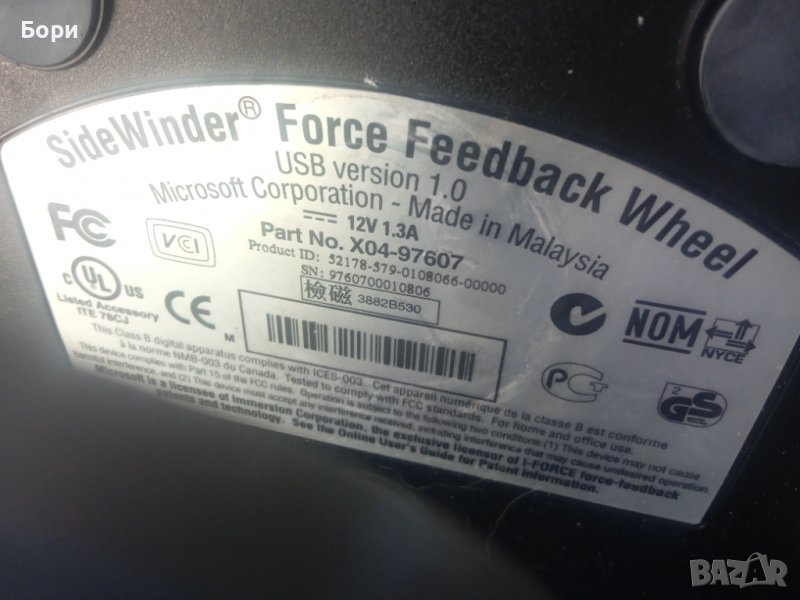 Бори
SideWinder® Force Feedback Wheel
USB version 1.0
Microsoft Corporation - Made in Malaysia
12V 1.3A
Part No. X04-97607
Product ID: 52178-579-0108066-00000
SN: 9760700010806
檢磁 3882B530
FC
VCI
C UL US
Listed Accessory
ITE 78CJ
CE
M
NOM
NYCE
PC
2
GS
This Class B digital apparatus complies with ICES-003. Cet appareil numérique de la classe B est conforme
à la norme NMB-003 du Canada. Tested to comply with FCC standards. For home and office use.
This device complies with Part 15 of the FCC rules. Operation is subject to the following two conditions:(1) This device may not cause
harmful interference, and (2) This device must accept any interference received, including interference that may cause undesired operation.
Microsoft is a licensee of Immersion Corporation, the exclusive licensor of I-FORCE force-feedback
patents and technology. See the Online User's Guide for Patent Information.
BAZAR